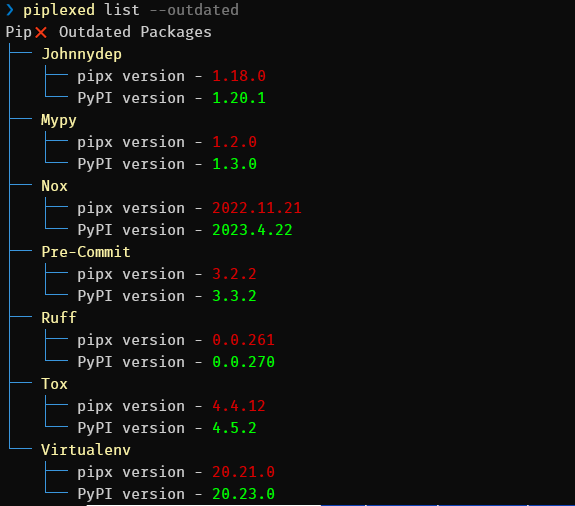 ❯ piplexed list --outdated
Pip❌ Outdated Packages
Johnnydep
pipx version - 1.18.0
PyPI version - 1.20.1
Mypy
pipx version - 1.2.0
PyPI version - 1.3.0
Nox
pipx version - 2022.11.21
PyPI version - 2023.4.22
Pre-Commit
pipx version - 3.2.2
PyPI version - 3.3.2
Ruff
pipx version - 0.0.261
PyPI version - 0.0.270
Tox
pipx version - 4.4.12
PyPI version - 4.5.2
Virtualenv
pipx version - 20.21.0
PyPI version - 20.23.0